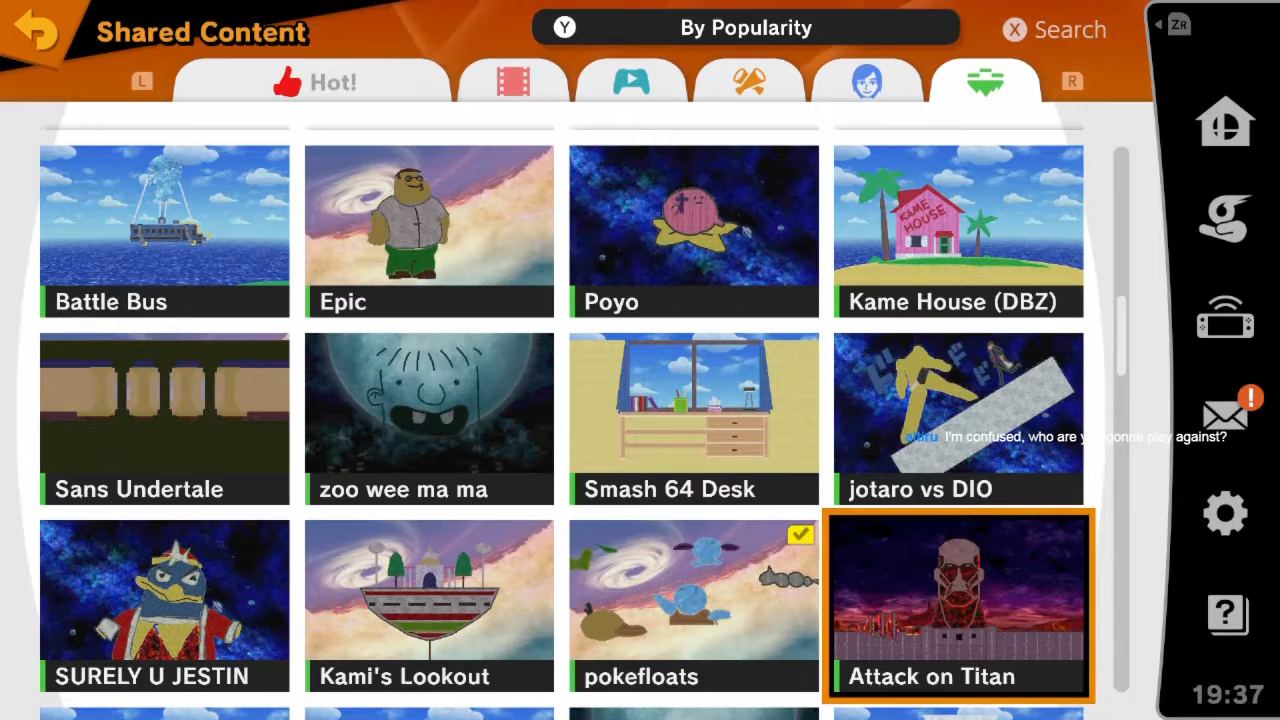 Shared Content
Y By Popularity
X Search
ZR
L
Hot!
R
Battle Bus
Epic
Poyo
KAME HOUSE
Kame House (DBZ)
Sans Undertale
zoo wee ma ma
Smash 64 Desk
jotaro vs DIO
I'm confused, who are gonna play against?
SURELY U JESTIN
Kami's Lookout
pokefloats
Attack on Titan
19:37